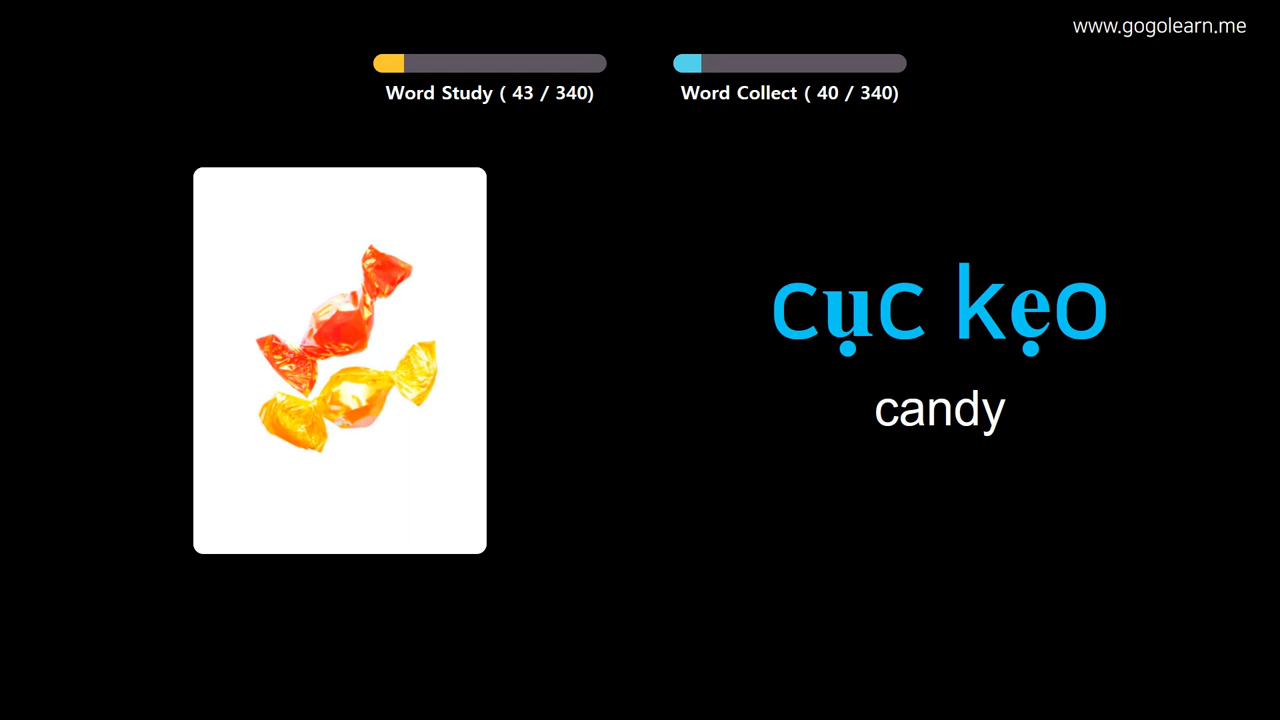 www.gogolearn.me
Word Study ( 43 / 340)
Word Collect ( 40 / 340)
cục kẹo
candy